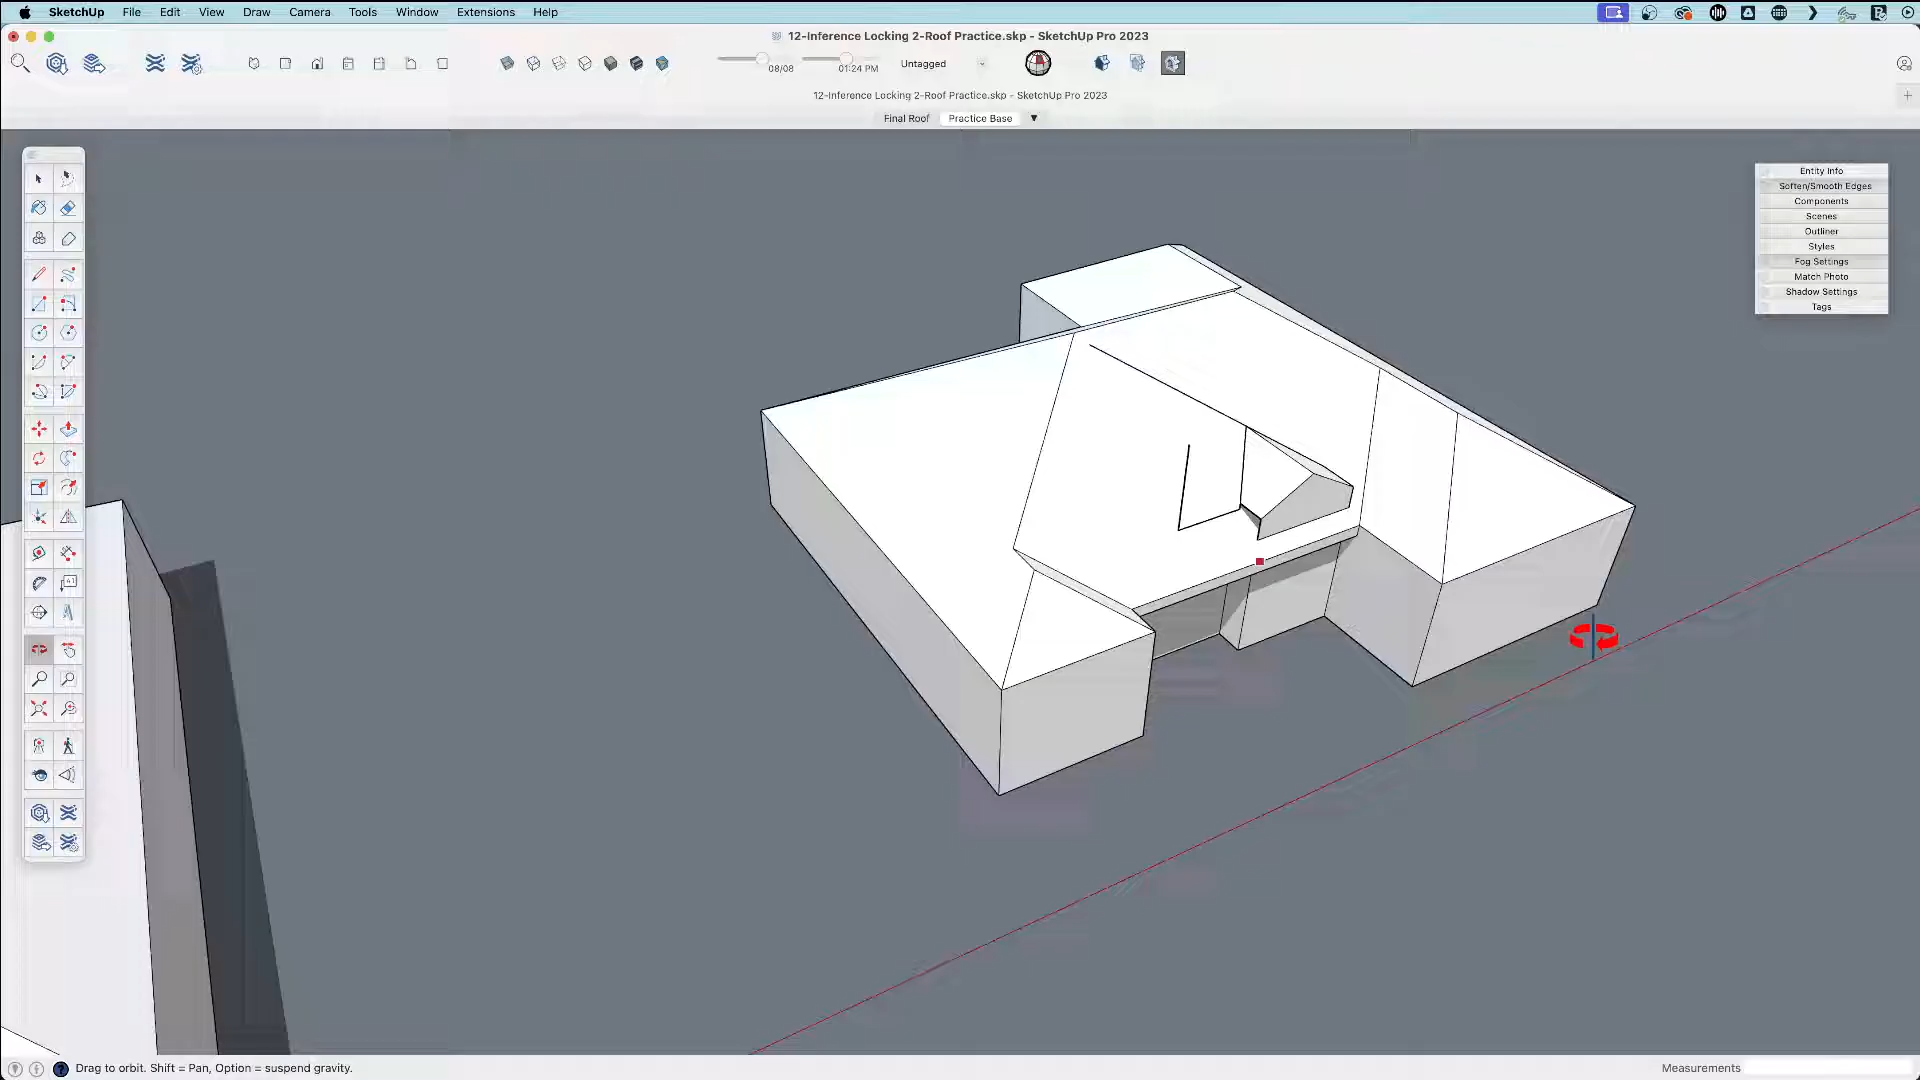 SketchUp File Edit View Draw Camera Tools Window Extensions Help
12-Inference Locking 2-Roof Practice.skp - SketchUp Pro 2023
08/08 01:24 PM Untagged
12-Inference Locking 2-Roof Practice.skp - SketchUp Pro 2023
Final Roof Practice Base
Entity Info
Soften/Smooth Edges
Components
Scenes
Outliner
Styles
Fog Settings
Match Photo
Shadow Settings
Tags
Drag to orbit. Shift = Pan, Option = suspend gravity.
Measurements